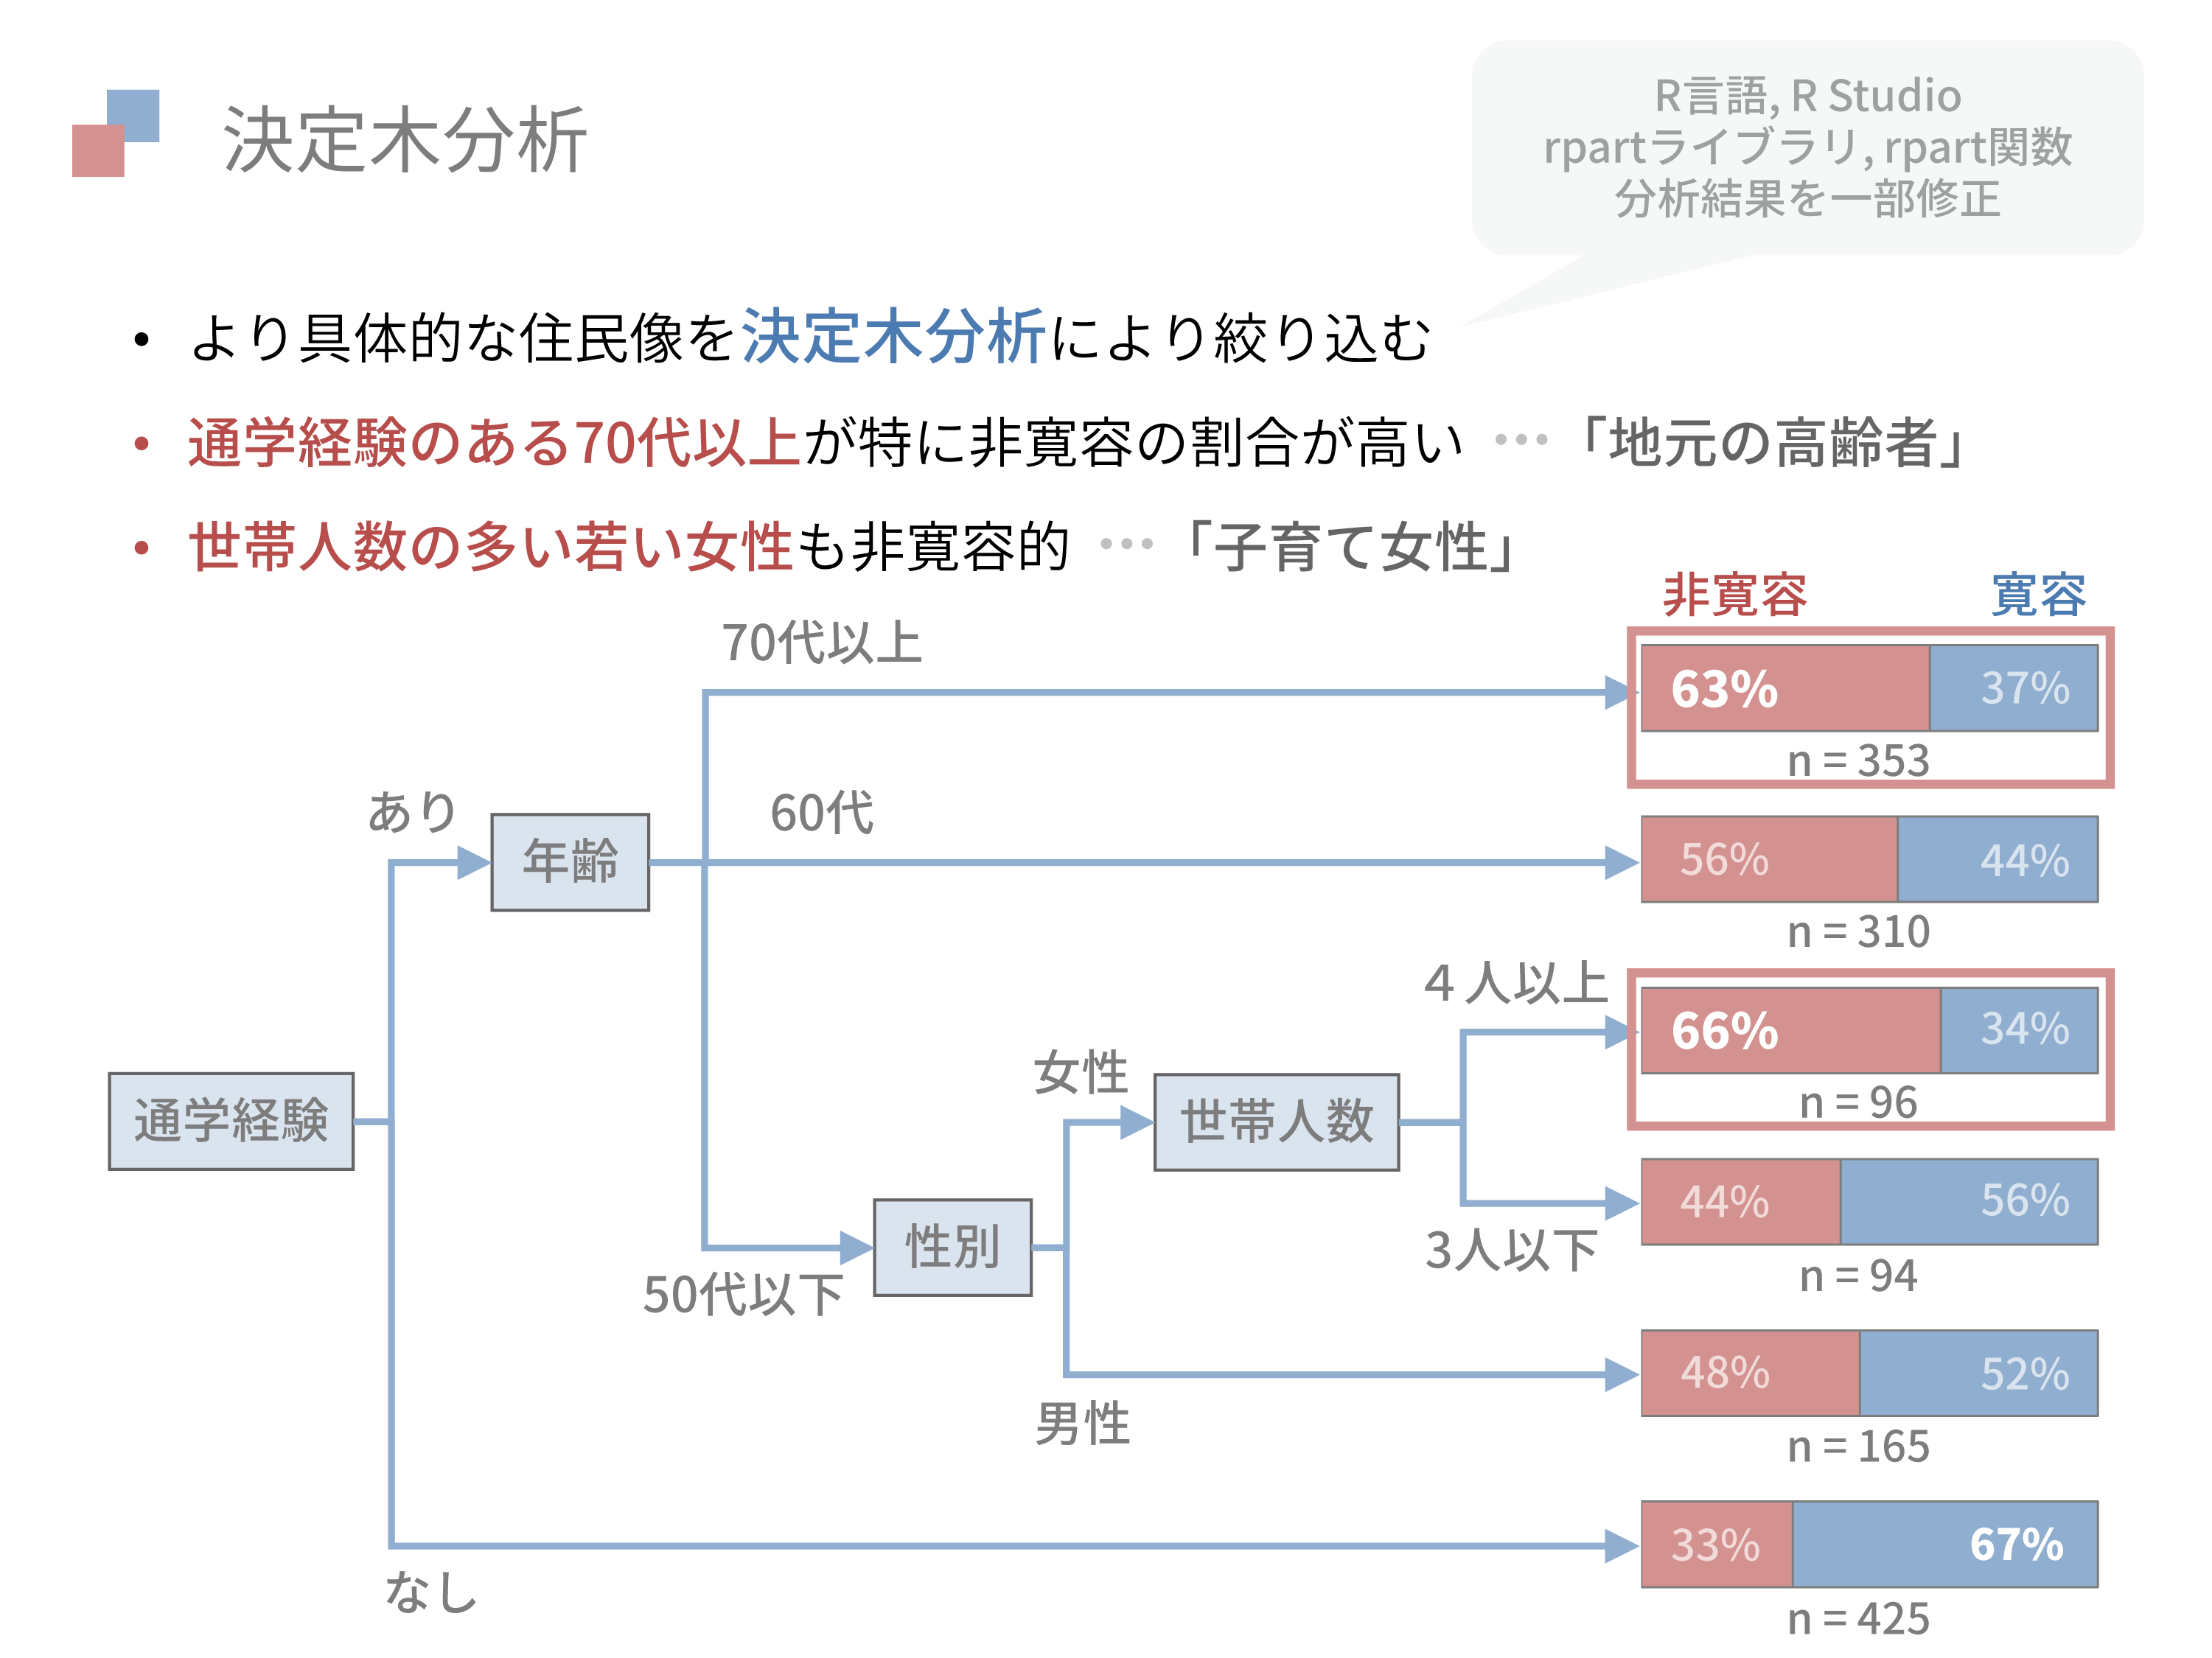 決定木分析
R言語, R Studio
rpartライブラリ, rpart関数
分析結果を一部修正
• より具体的な住民像を決定木分析により絞り込む
• 通学経験のある70代以上が特に非寛容の割合が高い …「地元の高齢者」
• 世帯人数の多い若い女性も非寛容的 …「子育て女性」
非寛容 寛容
70代以上
63% 37%
n = 353
あり
60代
年齢
56% 44%
n = 310
4 人以上
66% 34%
n = 96
女性
通学経験
世帯人数
44% 56%
3人以下
n = 94
性別
50代以下
48% 52%
男性
n = 165
33% 67%
なし
n = 425